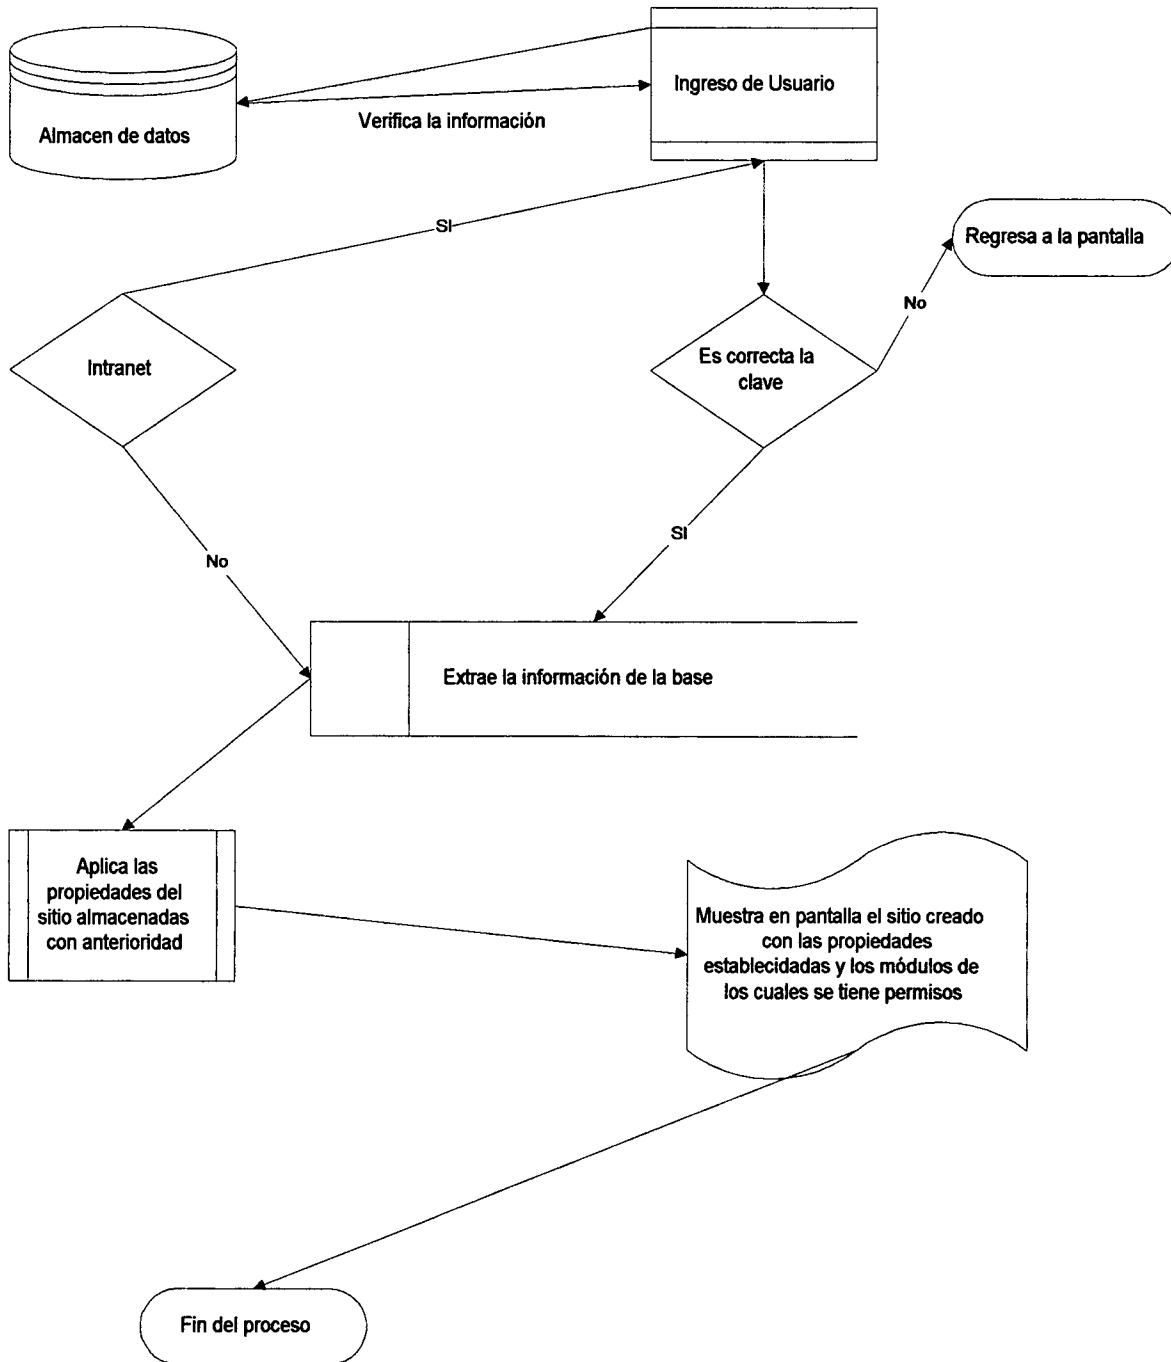 Ingreso de Usuario
Almacen de datos
Verifica la información
SI
Regresa a la pantalla
No
Intranet
Es correcta la
clave
SI
No
Extrae la información de la base
Aplica las
propiedades del
sitio almacenadas
con anterioridad
Muestra en pantalla el sitio creado
con las propiedades
establecidadas y los módulos de
los cuales se tiene permisos
Fin del proceso